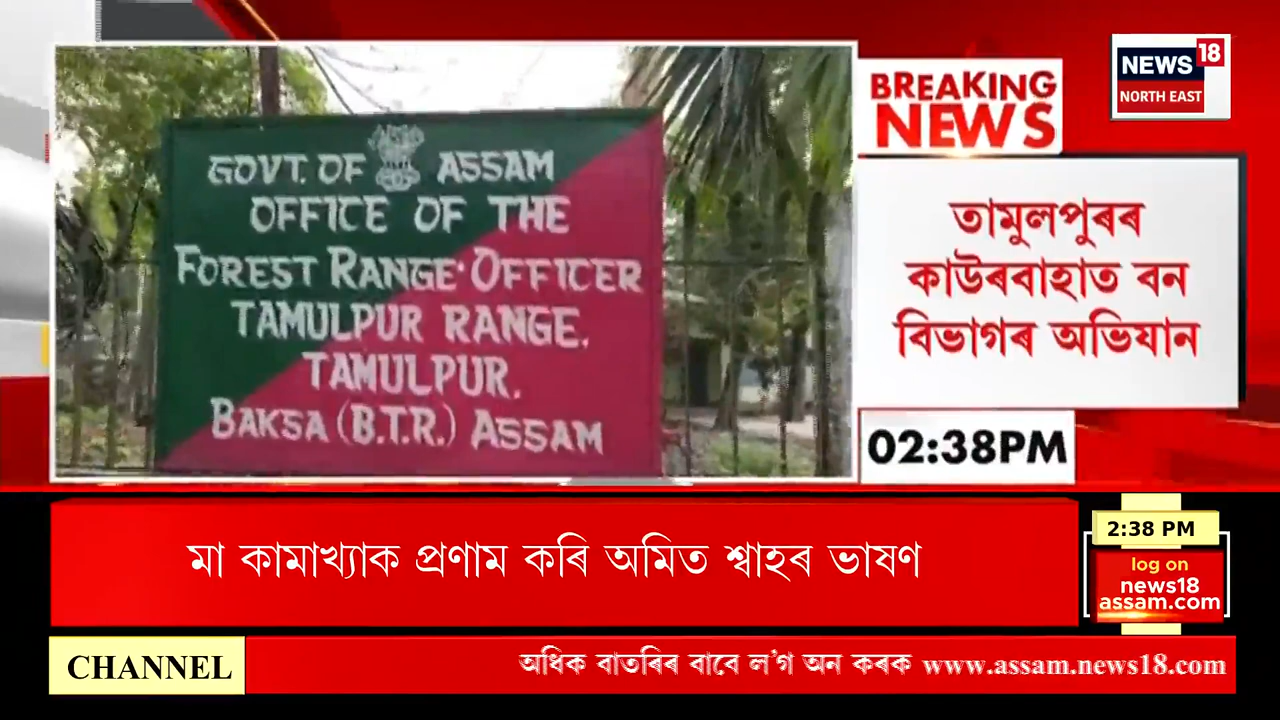 GOVT. OF ASSAM
OFFICE OF THE
FOREST RANGE OFFICER
TAMULPUR RANGE.
TAMULPUR.
BAKSA (B.T.R.) ASSAM
BREAKING
NEWS
NEWS 18
NORTH EAST
তামুলপুৰৰ
কাউৰবাহাত বন
বিভাগৰ অভিযান
02:38PM
মা কামাখ্যাক প্ৰণাম কৰি অমিত শ্বাহৰ ভাষণ
2:38 PM
log on
news18
assam.com
CHANNEL
অধিক বাতৰিৰ বাবে ল'গ অন কৰক www.assam.news18.com